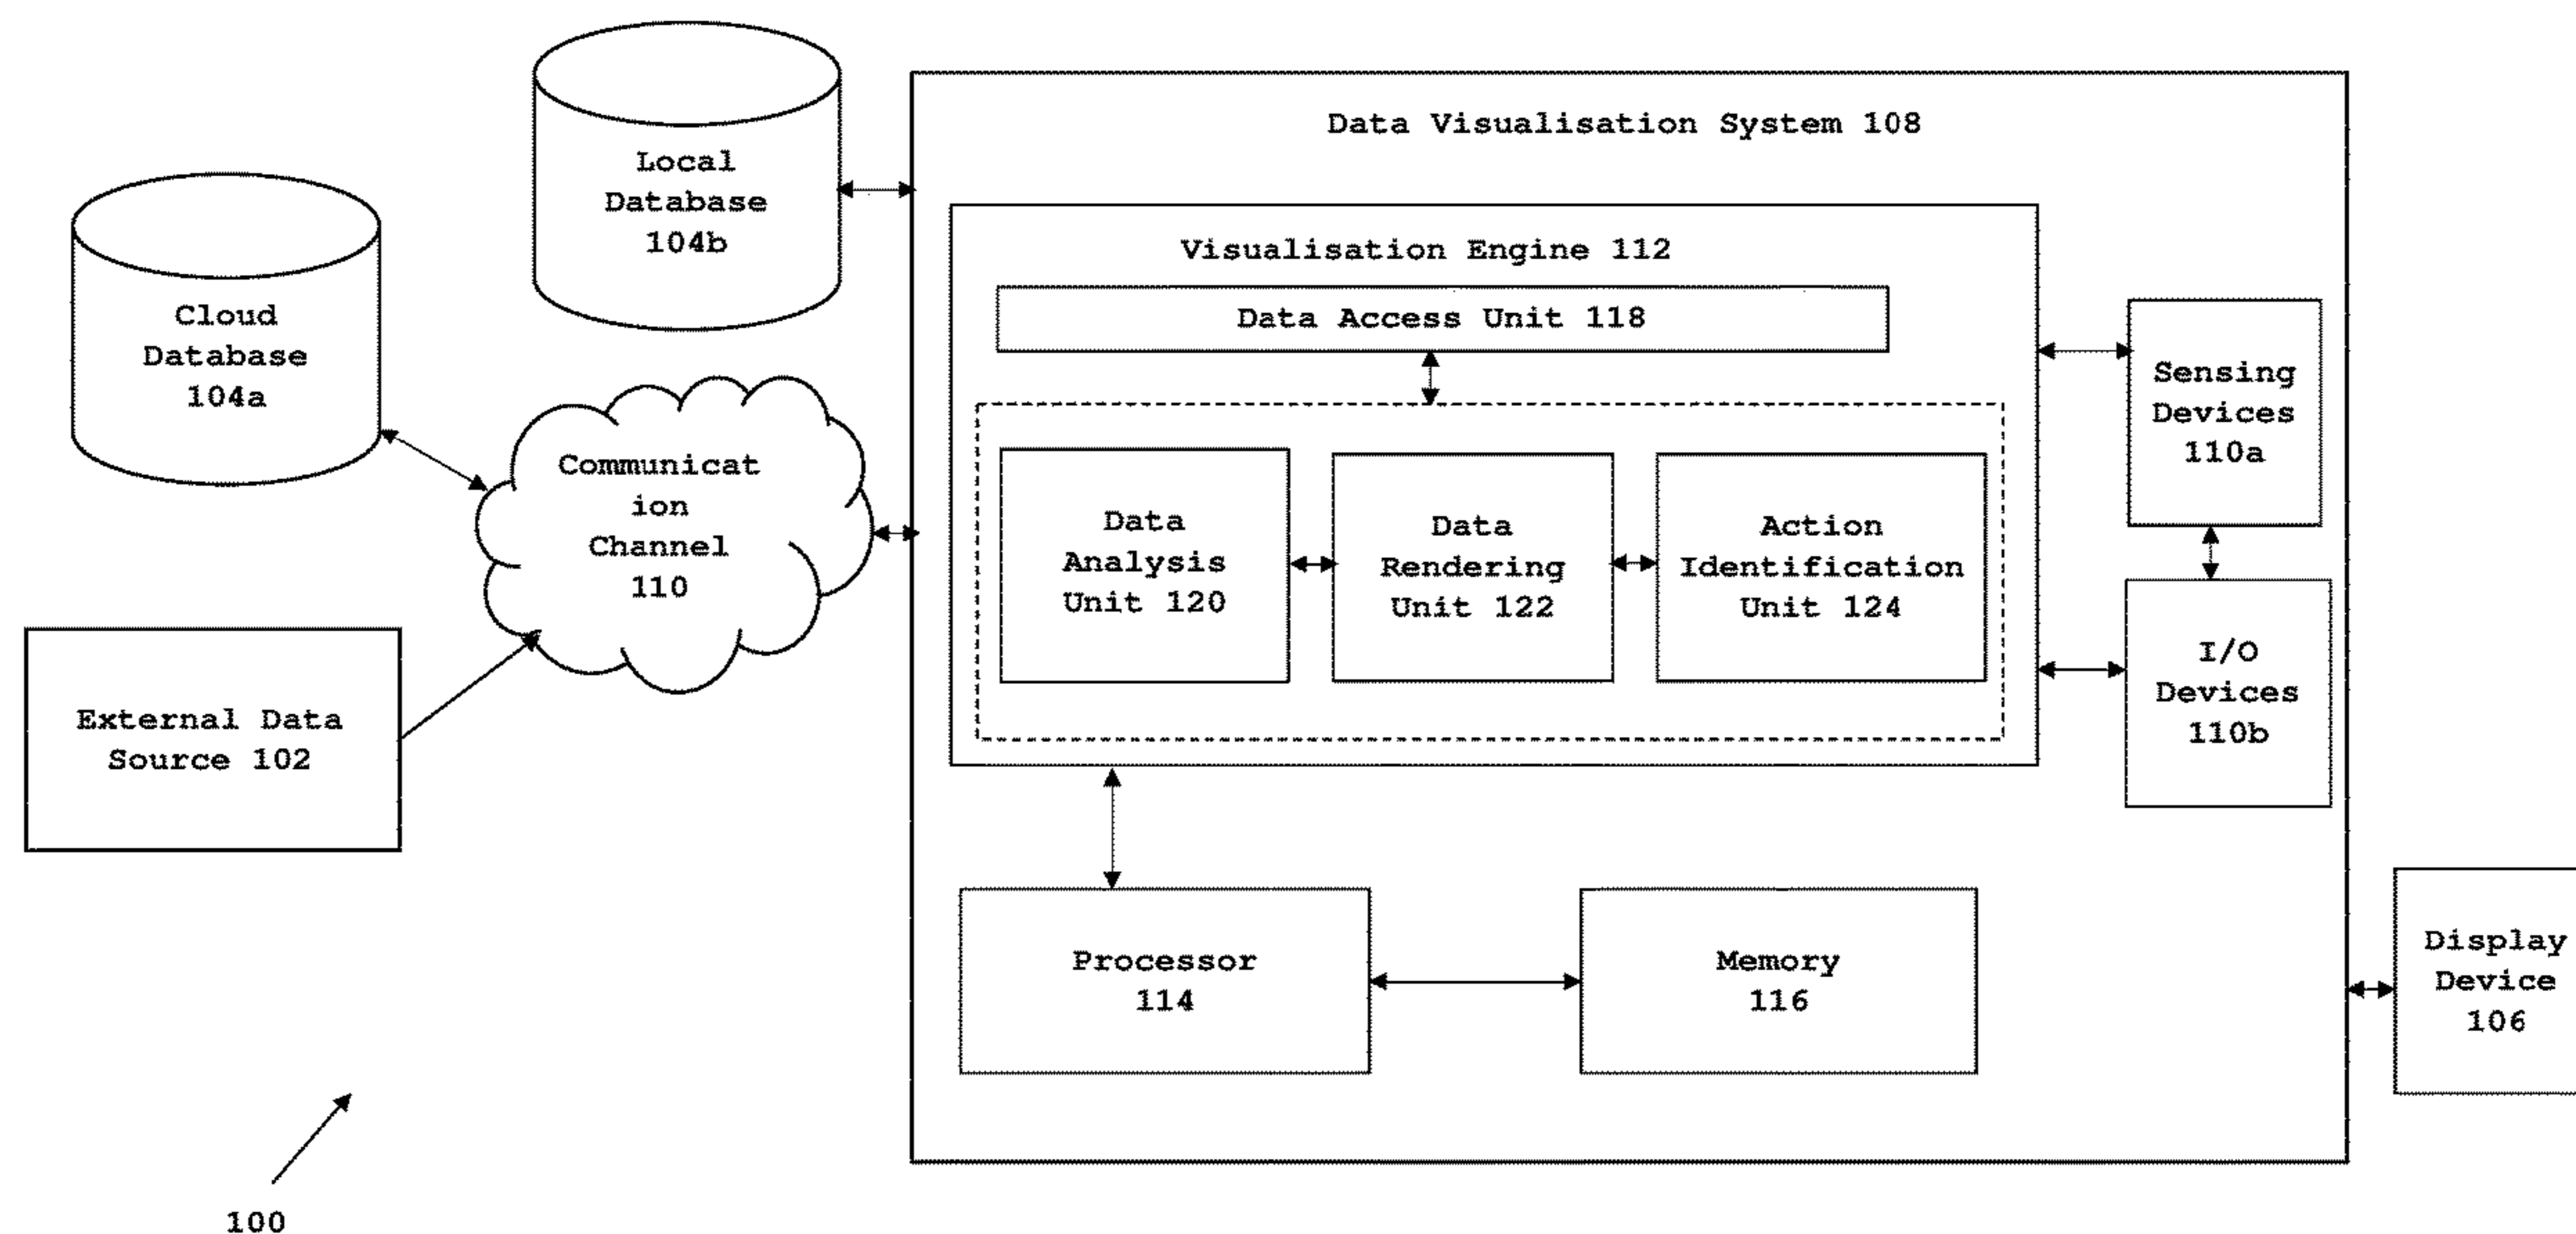 Data Visualisation System 108
Local
Database
104b
Cloud
Database
104a
Visualisation Engine 112
Data Access Unit 118
Sensing
Devices
110a
Communicat
ion
Channel
110
Data
Analysis
Unit 120
Data
Rendering
Unit 122
Action
Identification
Unit 124
I/O
Devices
110b
External Data
Source 102
Processor
114
Memory
116
Display
Device
106
100